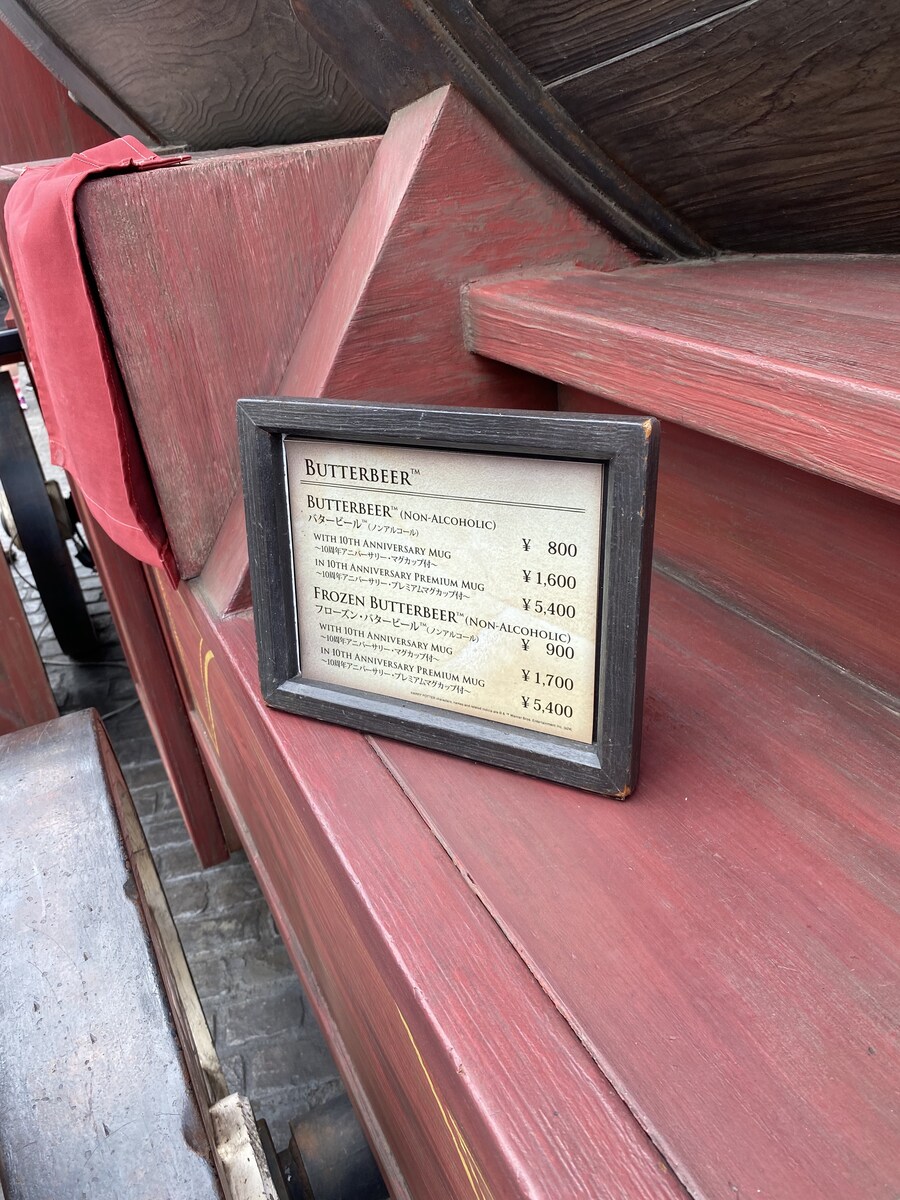 BUTTERBEER™
BUTTERBEER™ (NON-ALCOHOLIC) ¥ 800
バタービール™ (ノンアルコール)
WITH 10TH ANNIVERSARY MUG ¥1,600
〜10周年アニバーサリー・マグカップ付〜
IN 10TH ANNIVERSARY PREMIUM MUG ¥5,400
〜10周年アニバーサリー・プレミアムマグカップ付〜
FROZEN BUTTERBEER™ (NON-ALCOHOLIC) ¥ 900
フローズン・バタービール™ (ノンアルコール)
WITH 10TH ANNIVERSARY MUG ¥1,700
〜10周年アニバーサリー・マグカップ付〜
IN 10TH ANNIVERSARY PREMIUM MUG ¥5,400
〜10周年アニバーサリー・プレミアムマグカップ付〜